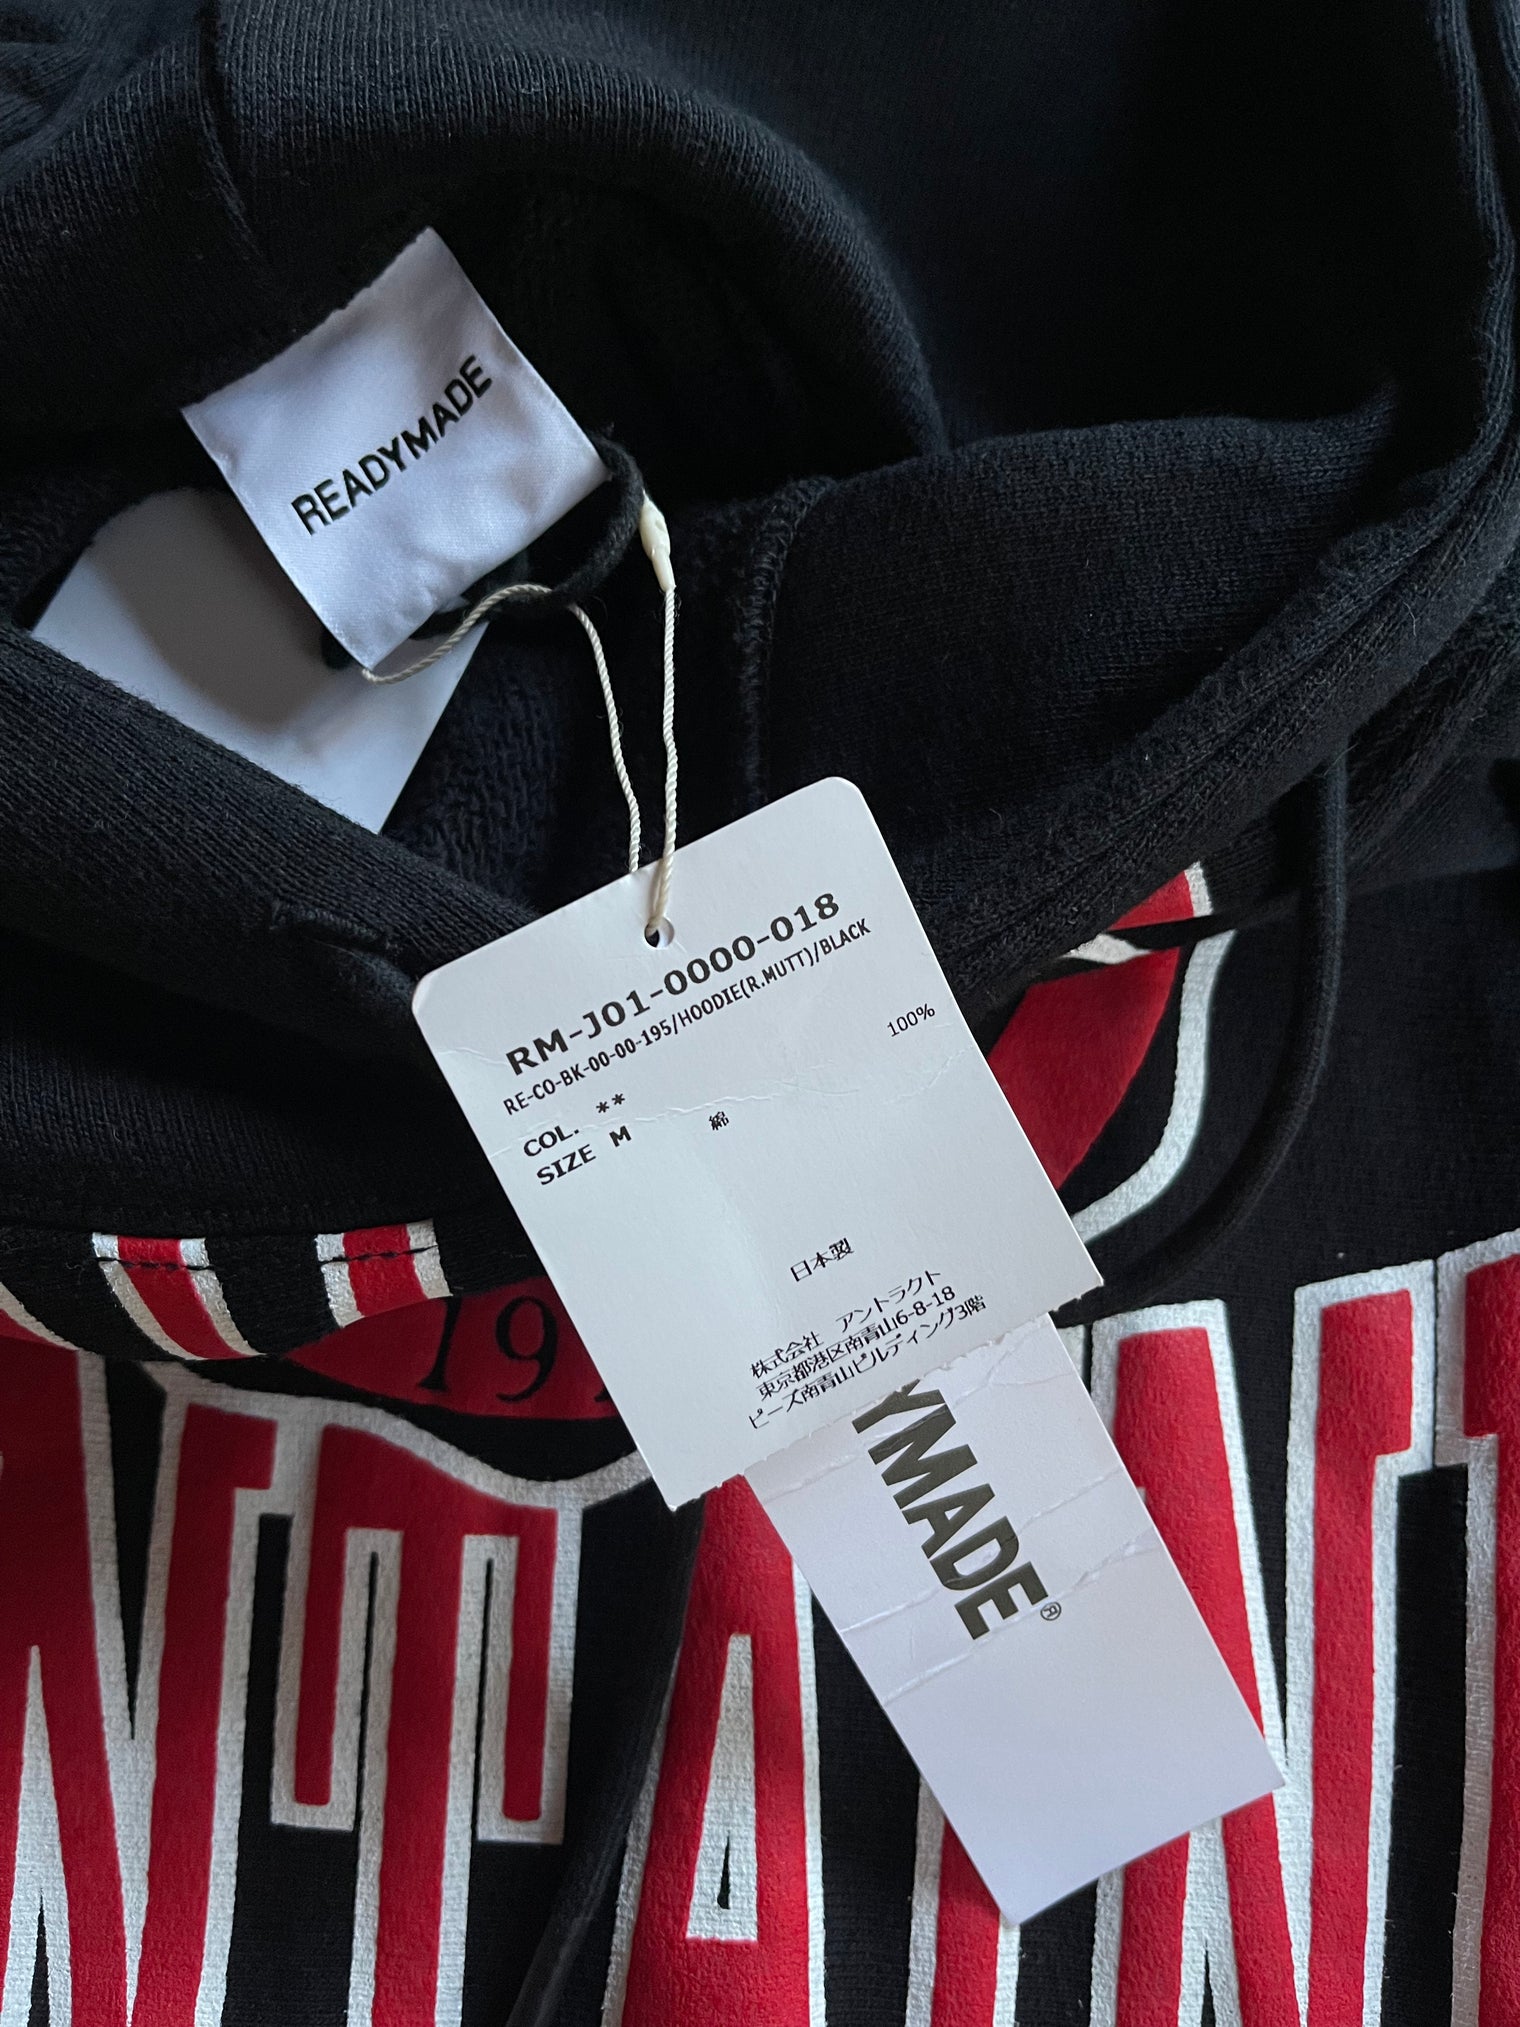 READYMADE
RM-J01-0000-018
RE-CO-BK-00-00-195/HOODIE(R.MUTT)/BLACK
COL. **
SIZE M
綿 100%
日本製
株式会社 アントラクト
東京都港区南青山6-8-18
ピーズ南青山ビルディング3階
YMADE®
19
NTAINT